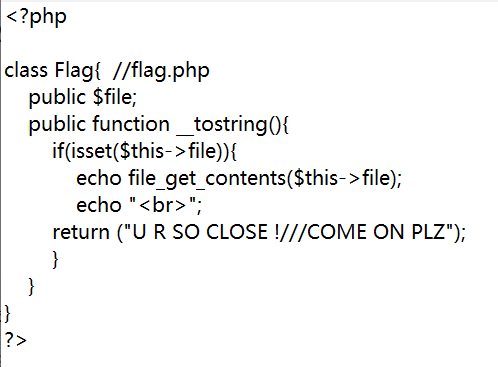 <?php
class Flag{  //flag.php
    public $file;
    public function __tostring(){
        if(isset($this->file)){
            echo file_get_contents($this->file);
            echo "<br>";
        return ("U R SO CLOSE !///COME ON PLZ");
        }
    }
}
?>